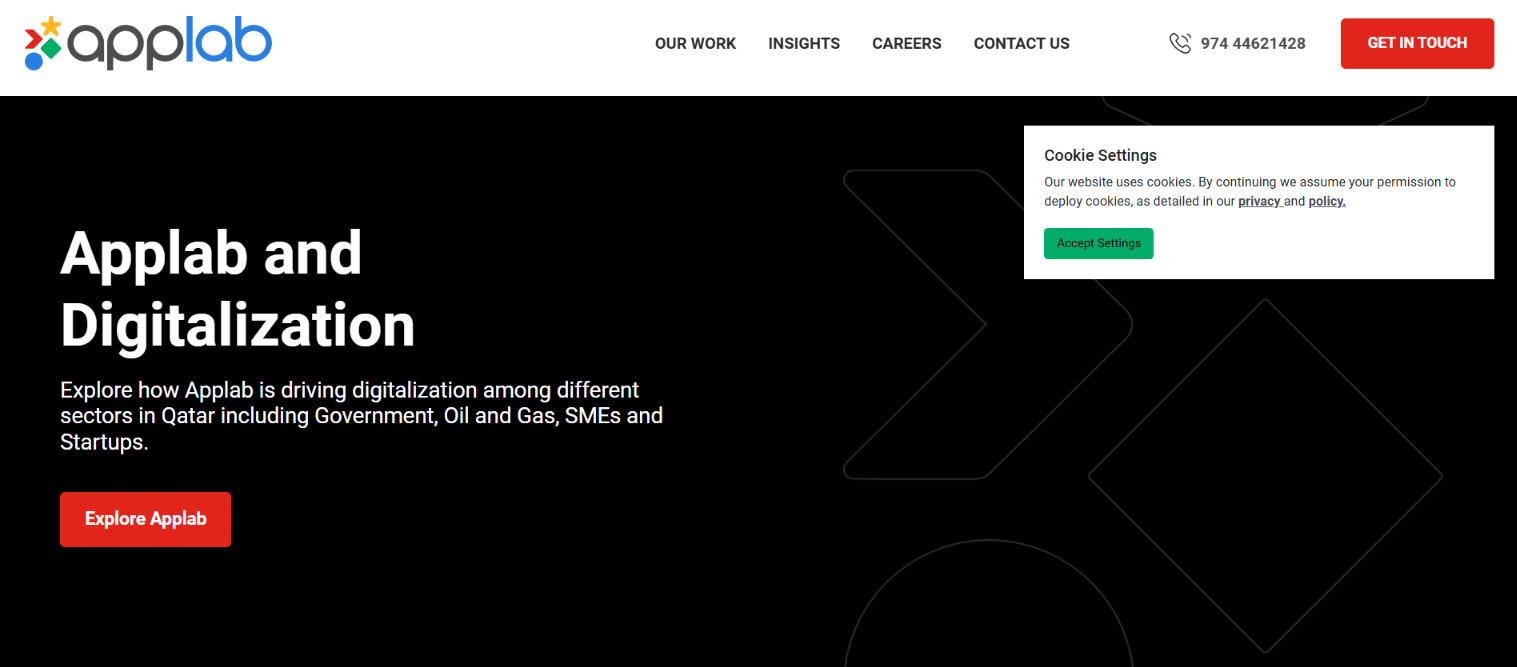 applab
OUR WORK
INSIGHTS
CAREERS
CONTACT US
974 44621428
GET IN TOUCH
Cookie Settings
Our website uses cookies. By continuing we assume your permission to
deploy cookies, as detailed in our privacy and policy.
Accept Settings
Applab and
Digitalization
Explore how Applab is driving digitalization among different
sectors in Qatar including Government, Oil and Gas, SMEs and
Startups.
Explore Applab